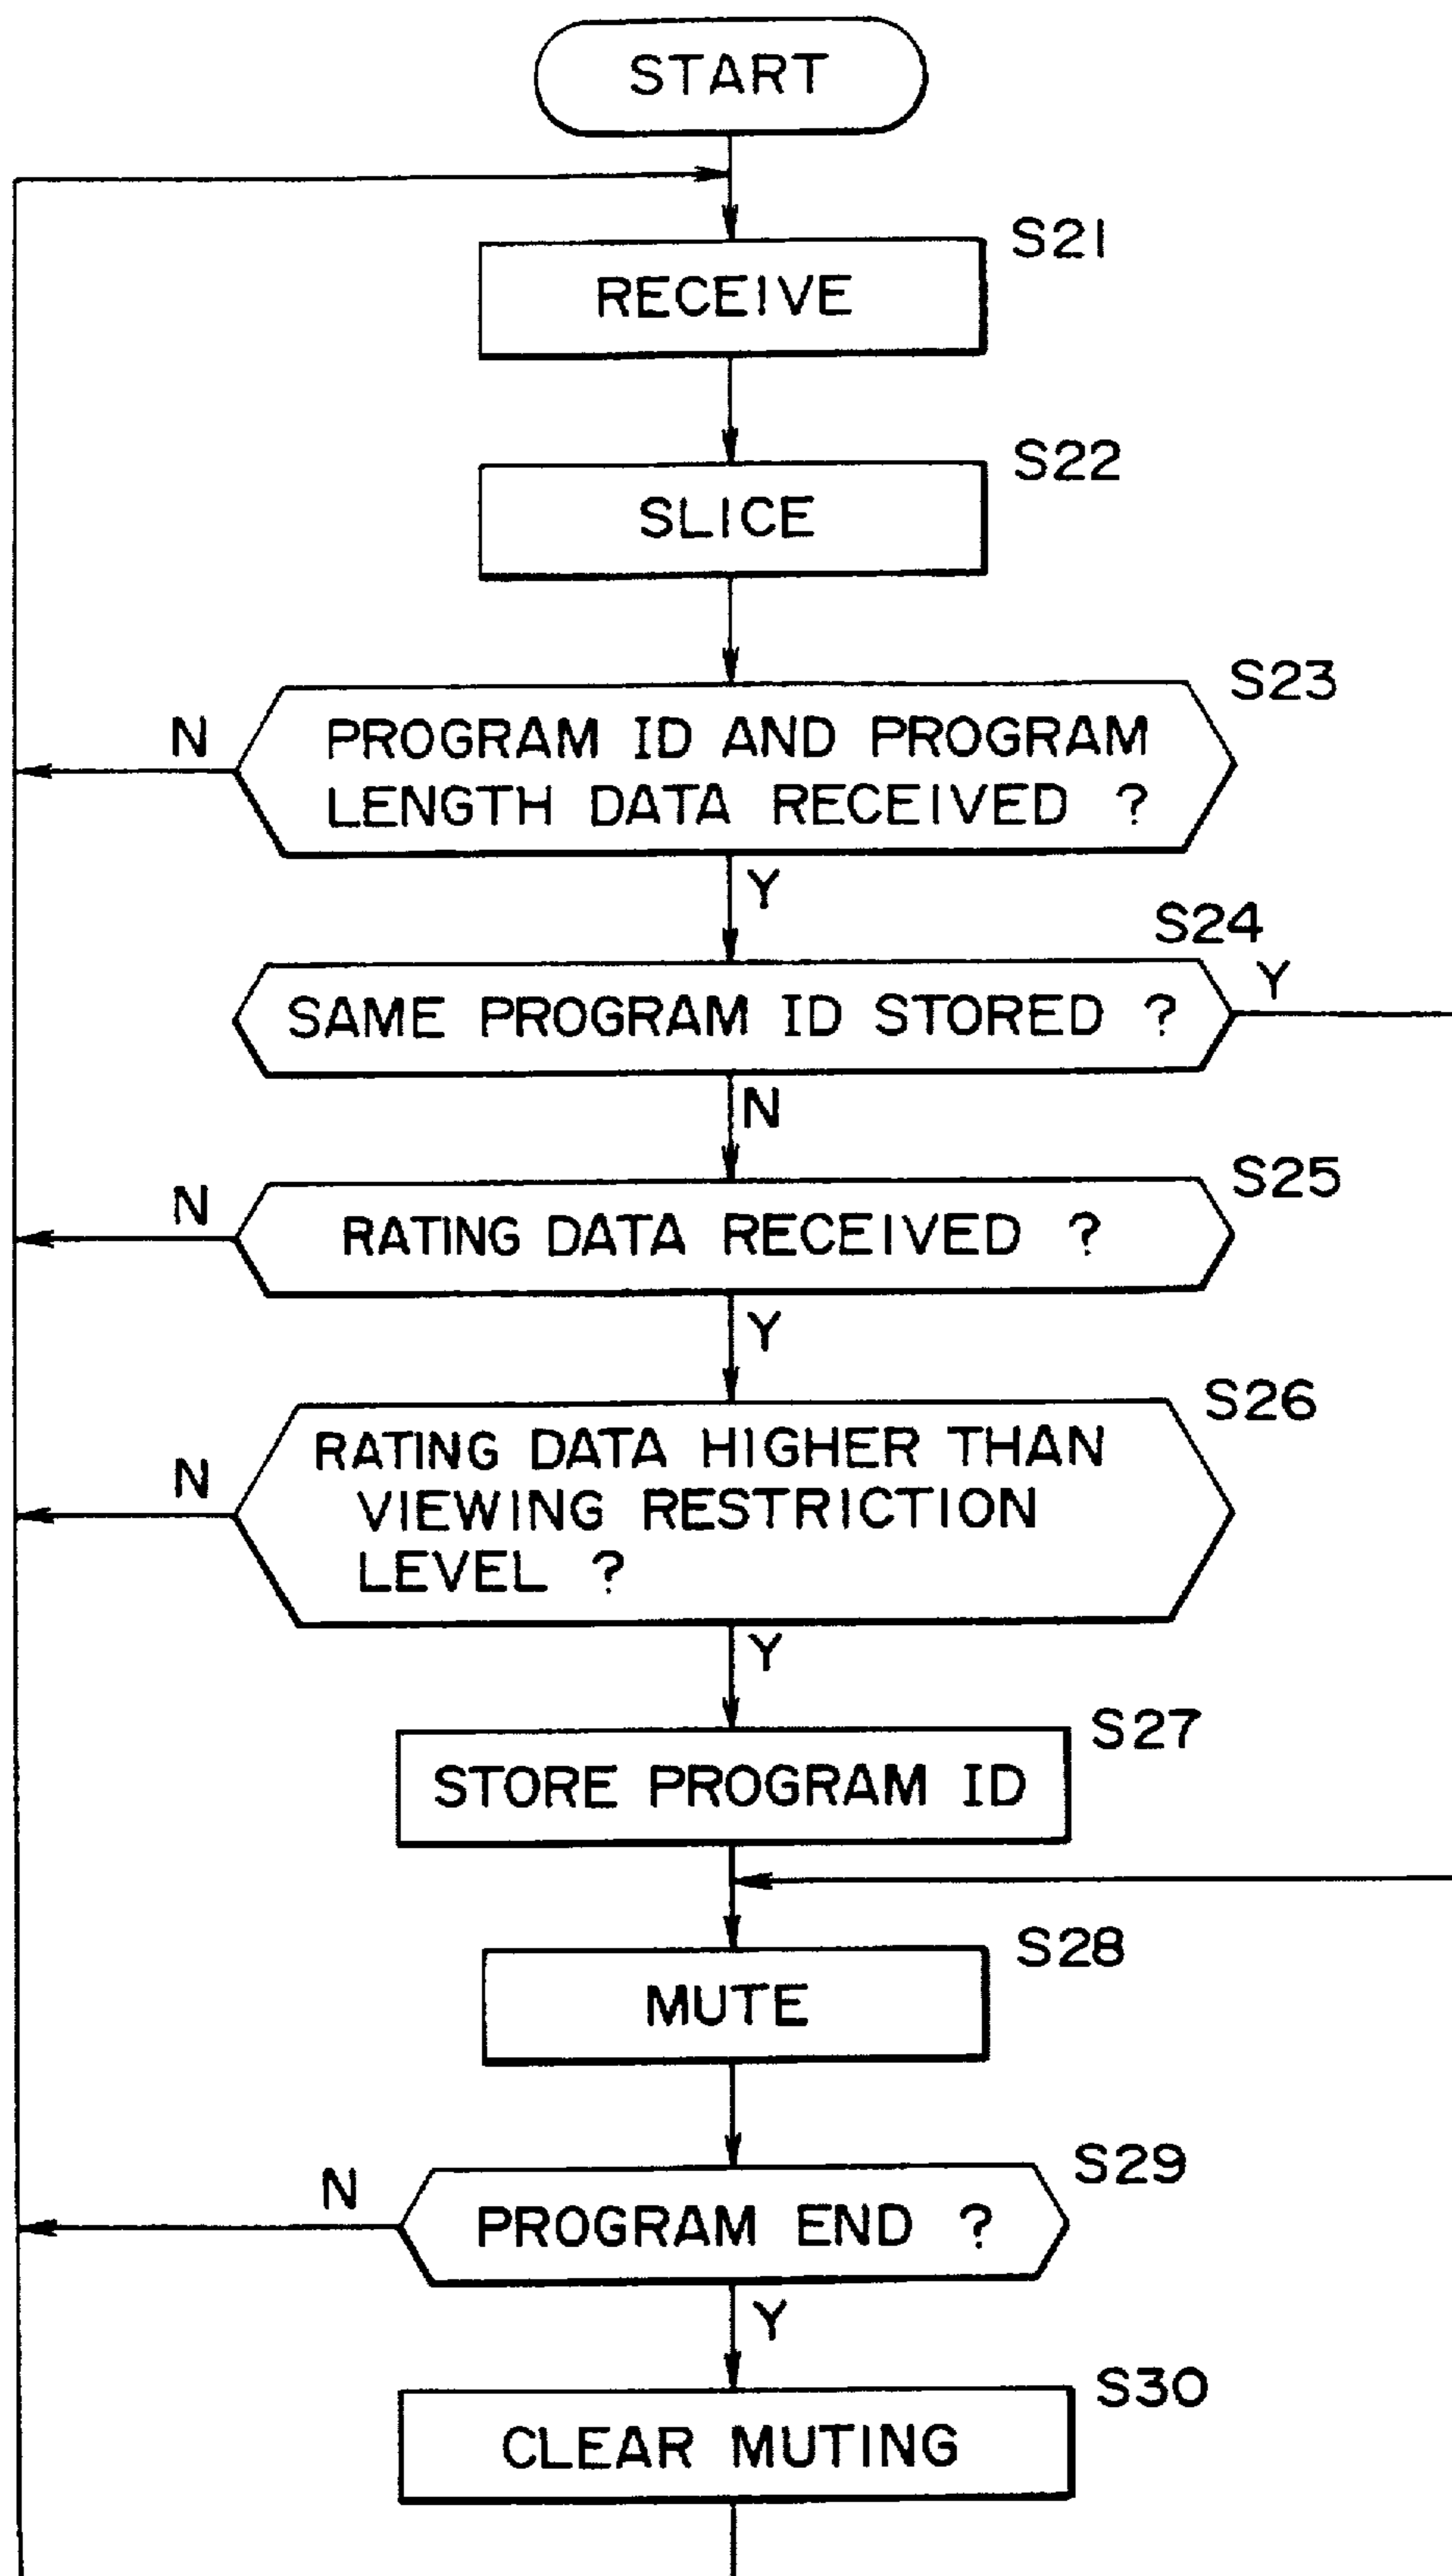 START
S21
RECEIVE
S22
SLICE
S23
N
PROGRAM ID AND PROGRAM
LENGTH DATA RECEIVED ?
Y
S24
Y
SAME PROGRAM ID STORED ?
N
S25
N
RATING DATA RECEIVED ?
Y
S26
N
RATING DATA HIGHER THAN
VIEWING RESTRICTION
LEVEL ?
Y
S27
STORE PROGRAM ID
S28
MUTE
S29
N
PROGRAM END ?
Y
S30
CLEAR MUTING